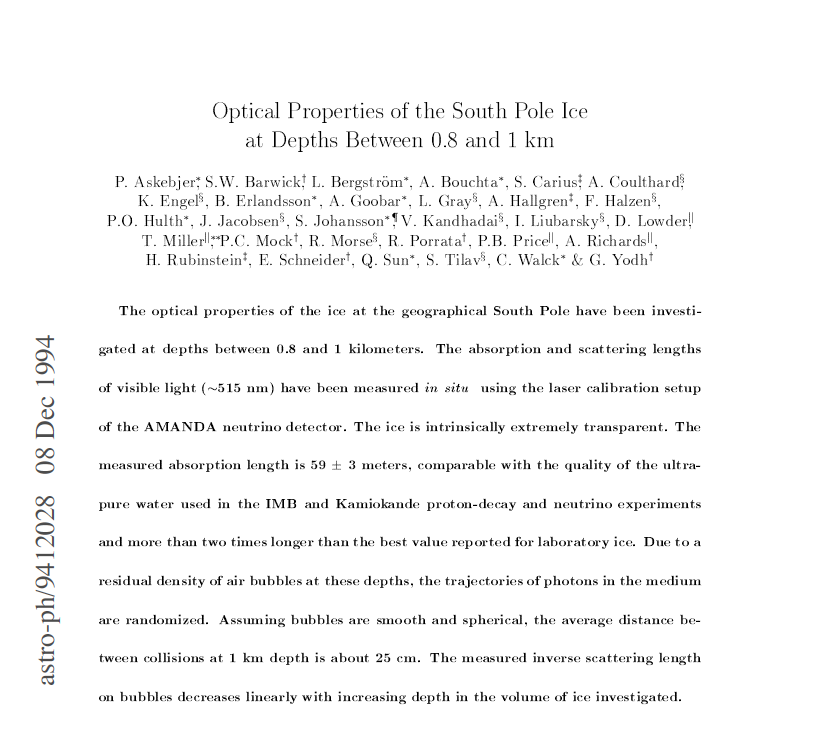 Optical Properties of the South Pole Ice
at Depths Between 0.8 and 1 km
P. Askebjer*, S.W. Barwick†, L. Bergström*, A. Bouchta*, S. Carius‡, A. Coulthard§,
K. Engel§, B. Erlandsson*, A. Goobar*, L. Gray§, A. Hallgren‡, F. Halzen§,
P.O. Hulth*, J. Jacobsen§, S. Johansson*¶, V. Kandhadai§, I. Liubarsky§, D. Lowder‖,
T. Miller‖,**P.C. Mock†, R. Morse§, R. Porrata†, P.B. Price‖, A. Richards‖,
H. Rubinstein‡, E. Schneider†, Q. Sun*, S. Tilav§, C. Walck* & G. Yodh†
The optical properties of the ice at the geographical South Pole have been investi-
gated at depths between 0.8 and 1 kilometers. The absorption and scattering lengths
of visible light (~515 nm) have been measured in situ using the laser calibration setup
of the AMANDA neutrino detector. The ice is intrinsically extremely transparent. The
measured absorption length is 59 ± 3 meters, comparable with the quality of the ultra-
pure water used in the IMB and Kamiokande proton-decay and neutrino experiments
and more than two times longer than the best value reported for laboratory ice. Due to a
residual density of air bubbles at these depths, the trajectories of photons in the medium
are randomized. Assuming bubbles are smooth and spherical, the average distance be-
tween collisions at 1 km depth is about 25 cm. The measured inverse scattering length
on bubbles decreases linearly with increasing depth in the volume of ice investigated.
astro-ph/9412028 08 Dec 1994